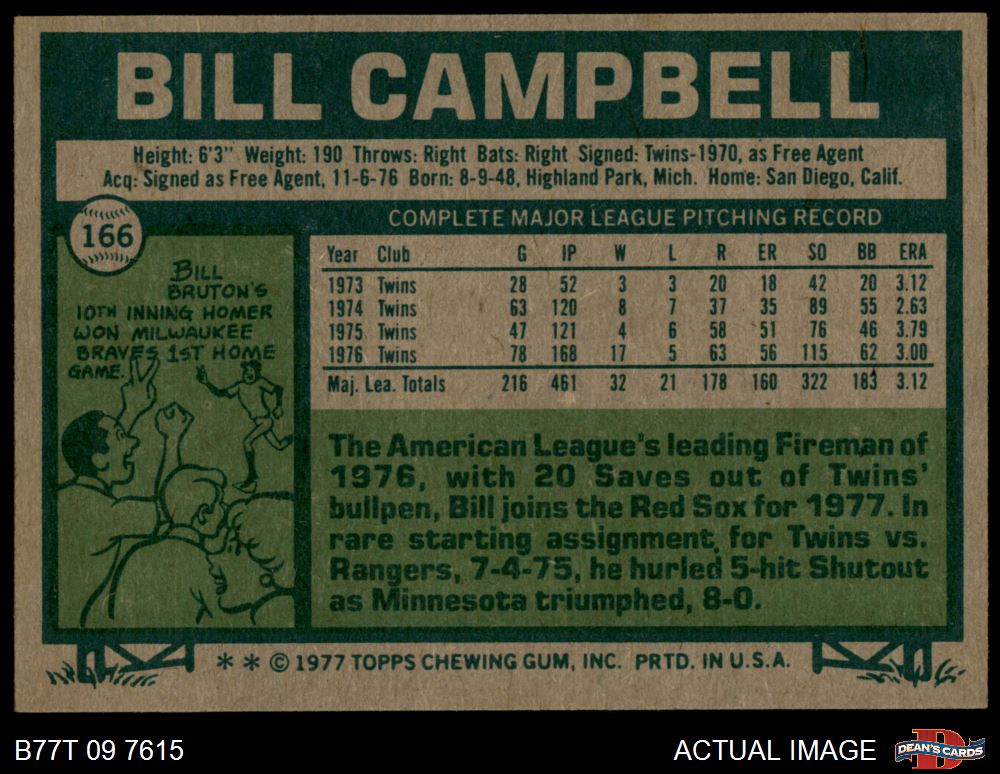 BILL CAMPBELL
Height: 6'3" Weight: 190 Throws: Right Bats: Right Signed: Twins-1970, as Free Agent
Acq: Signed as Free Agent, 11-6-76 Born: 8-9-48, Highland Park, Mich. Home: San Diego, Calif.
166
BILL
BRUTON'S
10TH INNING HOMER
WON MILWAUKEE
BRAVES 1ST HOME
GAME.
COMPLETE MAJOR LEAGUE PITCHING RECORD
Year Club G IP W L R ER SO BB ERA
1973 Twins 28 52 3 3 20 18 42 20 3.12
1974 Twins 63 120 8 7 37 35 89 55 2.63
1975 Twins 47 121 4 6 58 51 76 46 3.79
1976 Twins 78 168 17 5 63 56 115 62 3.00
Maj. Lea. Totals 216 461 32 21 178 160 322 183 3.12
The American League's leading Fireman of
1976, with 20 Saves out of Twins'
bullpen, Bill joins the Red Sox for 1977. In
rare starting assignment, for Twins vs.
Rangers, 7-4-75, he hurled 5-hit Shutout
as Minnesota triumphed, 8-0.
* * © 1977 TOPPS CHEWING GUM, INC. PRTD. IN U.S.A.
B77T 09 7615
ACTUAL IMAGE
D
DEAN'S CARDS